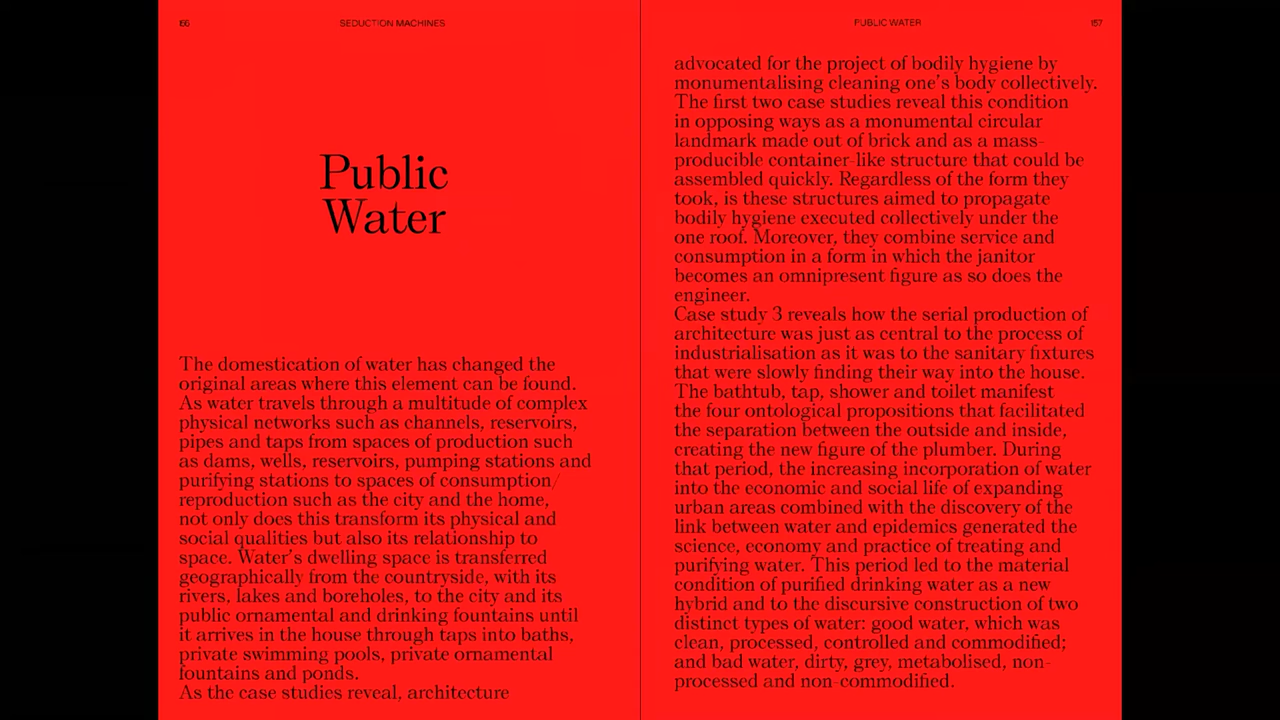 166
SEDUCTION MACHINES
Public
Water
The domestication of water has changed the
original areas where this element can be found.
As water travels through a multitude of complex
physical networks such as channels, reservoirs,
pipes and taps from spaces of production such
as dams, wells, reservoirs, pumping stations and
purifying stations to spaces of consumption/
reproduction such as the city and the home,
not only does this transform its physical and
social qualities but also its relationship to
space. Water's dwelling space is transferred
geographically from the countryside, with its
rivers, lakes and boreholes, to the city and its
public ornamental and drinking fountains until
it arrives in the house through taps into baths,
private swimming pools, private ornamental
fountains and ponds.
As the case studies reveal, architecture
PUBLIC WATER
167
advocated for the project of bodily hygiene by
monumentalising cleaning one's body collectively.
The first two case studies reveal this condition
in opposing ways as a monumental circular
landmark made out of brick and as a mass-
producible container-like structure that could be
assembled quickly. Regardless of the form they
took, is these structures aimed to propagate
bodily hygiene executed collectively under the
one roof. Moreover, they combine service and
consumption in a form in which the janitor
becomes an omnipresent figure as so does the
engineer.
Case study 3 reveals how the serial production of
architecture was just as central to the process of
industrialisation as it was to the sanitary fixtures
that were slowly finding their way into the house.
The bathtub, tap, shower and toilet manifest
the four ontological propositions that facilitated
the separation between the outside and inside,
creating the new figure of the plumber. During
that period, the increasing incorporation of water
into the economic and social life of expanding
urban areas combined with the discovery of the
link between water and epidemics generated the
science, economy and practice of treating and
purifying water. This period led to the material
condition of purified drinking water as a new
hybrid and to the discursive construction of two
distinct types of water: good water, which was
clean, processed, controlled and commodified;
and bad water, dirty, grey, metabolised, non-
processed and non-commodified.